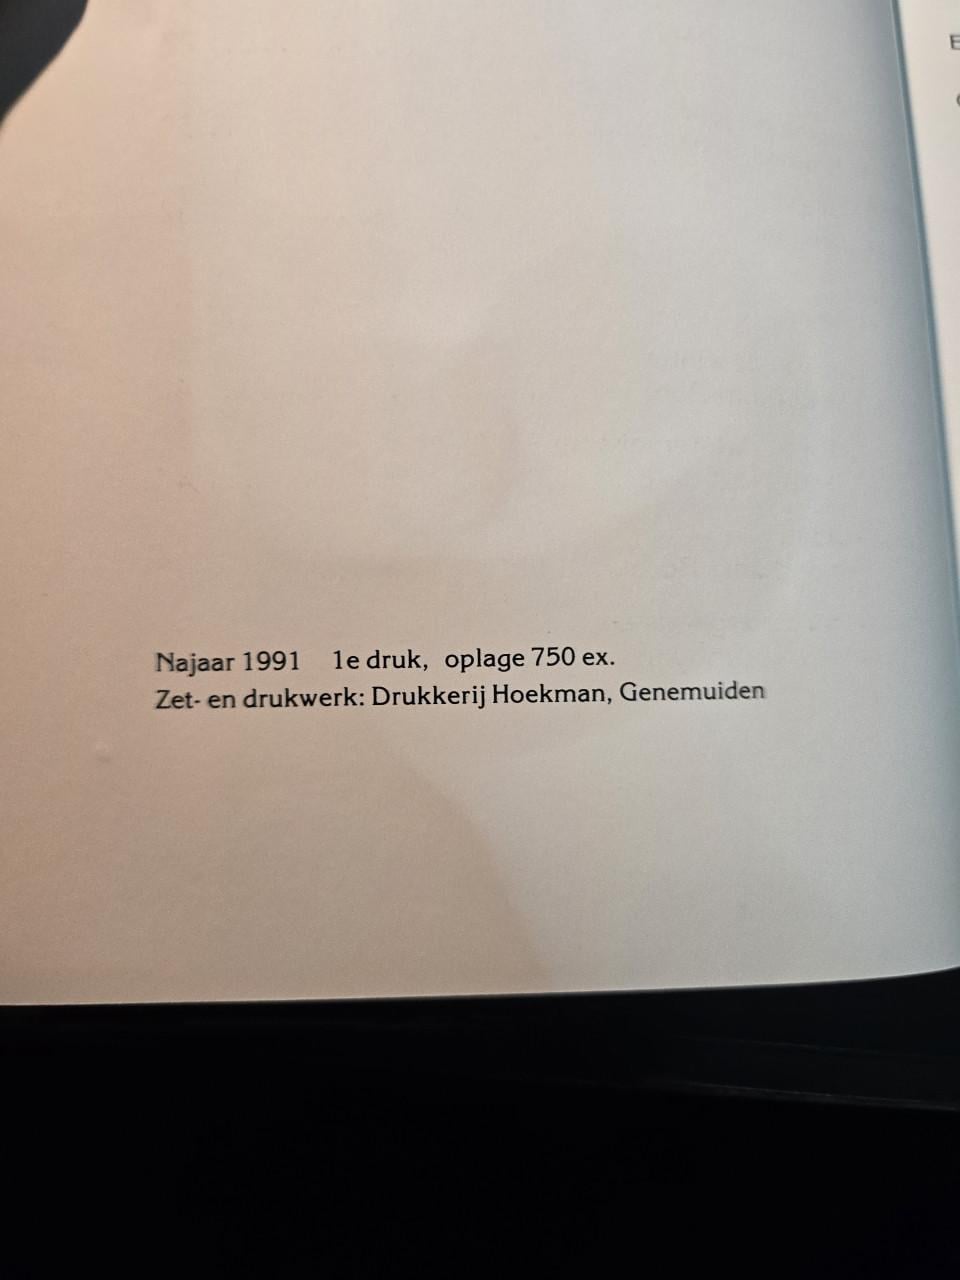 Najaar 1991 1e druk, oplage 750 ex.
Zet- en drukwerk: Drukkerij Hoekman, Genemuiden